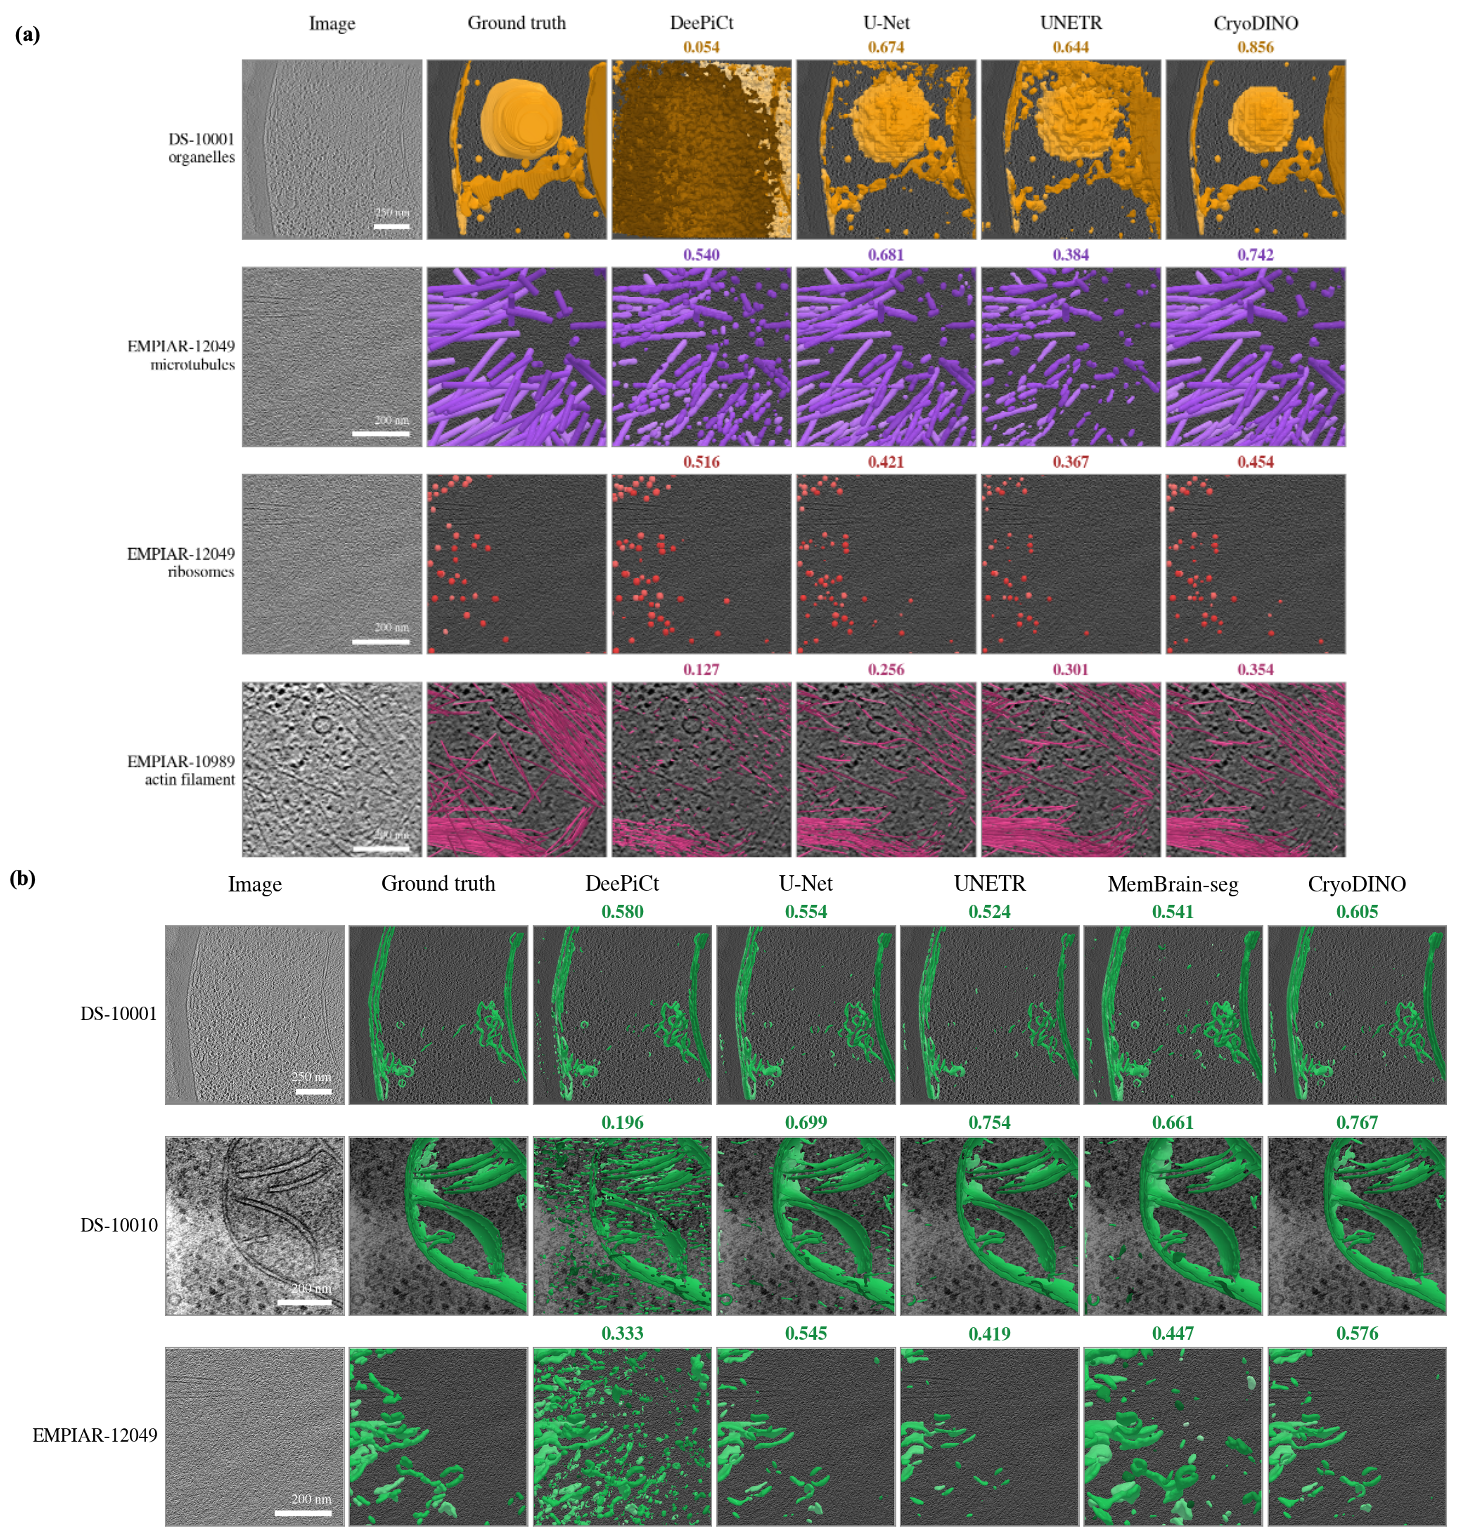 (a)
Image Ground truth DeePiCt U-Net UNETR CryoDINO
0.054 0.674 0.644 0.856
DS-10001
organelles
250 nm
0.540 0.681 0.384 0.742
EMPIAR-12049
microtubules
200 nm
0.516 0.421 0.367 0.454
EMPIAR-12049
ribosomes
200 nm
0.127 0.256 0.301 0.354
EMPIAR-10989
actin filament
nm
(b)
Image Ground truth DeePiCt U-Net UNETR MemBrain-seg CryoDINO
0.580 0.554 0.524 0.541 0.605
DS-10001
250 nm
0.196 0.699 0.754 0.661 0.767
DS-10010
200 nm
0.333 0.545 0.419 0.447 0.576
EMPIAR-12049
200 nm